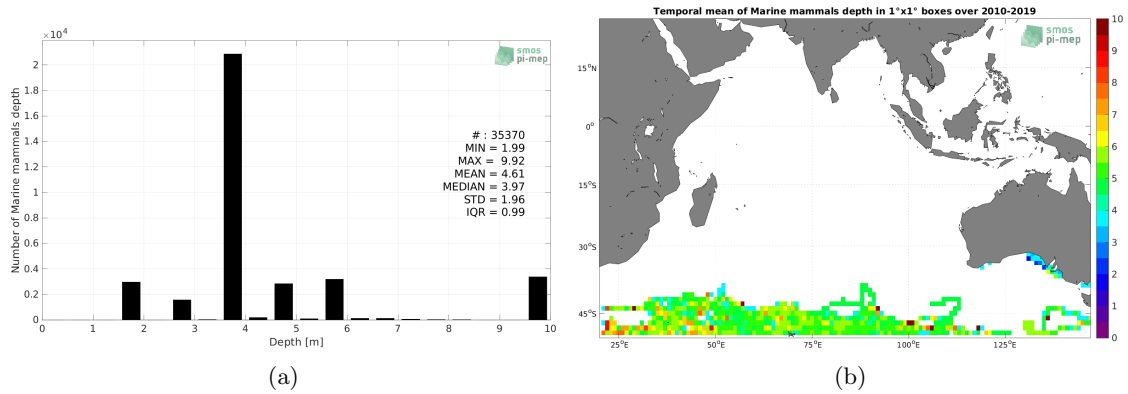 ×10⁴
smos
pi-mep
Number of Marine mammals depth
2
1.8
1.6
1.4
1.2
1
0.8
0.6
0.4
0.2
0
# : 35370
MIN = 1.99
MAX = 9.92
MEAN = 4.61
MEDIAN = 3.97
STD = 1.96
IQR = 0.99
0 1 2 3 4 5 6 7 8 9 10
Depth [m]
(a)
Temporal mean of Marine mammals depth in 1°x1° boxes over 2010-2019
smos
pi-mep
15°N
0°
15°S
30°S
45°S
25°E 50°E 75°E 100°E 125°E
10
9
8
7
6
5
4
3
2
1
0
(b)